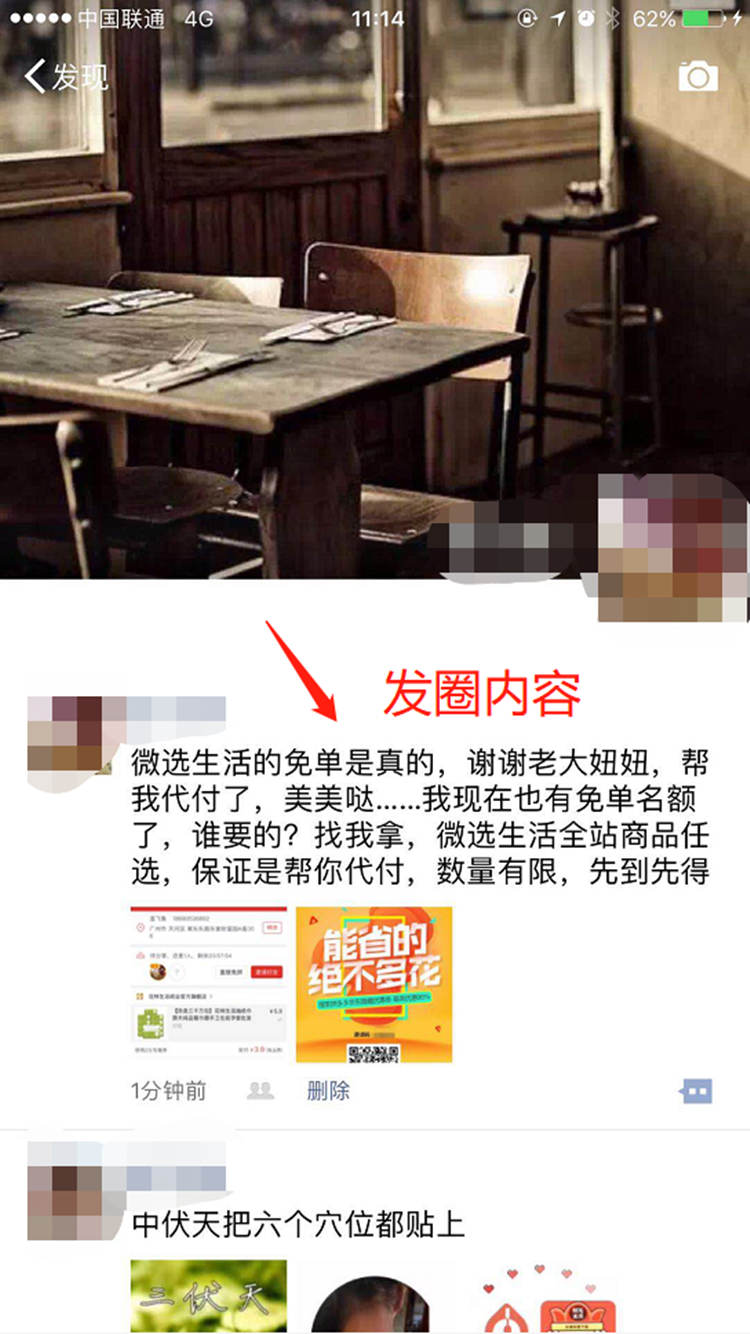 中国联通 4G 11:14 62%
发现
发圈内容
微选生活的免单是真的，谢谢老大妞妞，帮
我代付了，美美哒……我现在也有免单名额
了，谁要的？找我拿，微选生活全站商品任
选，保证是帮你代付，数量有限，先到先得
能省的
绝不多花
1分钟前 删除
中伏天把六个穴位都贴上
三伏天